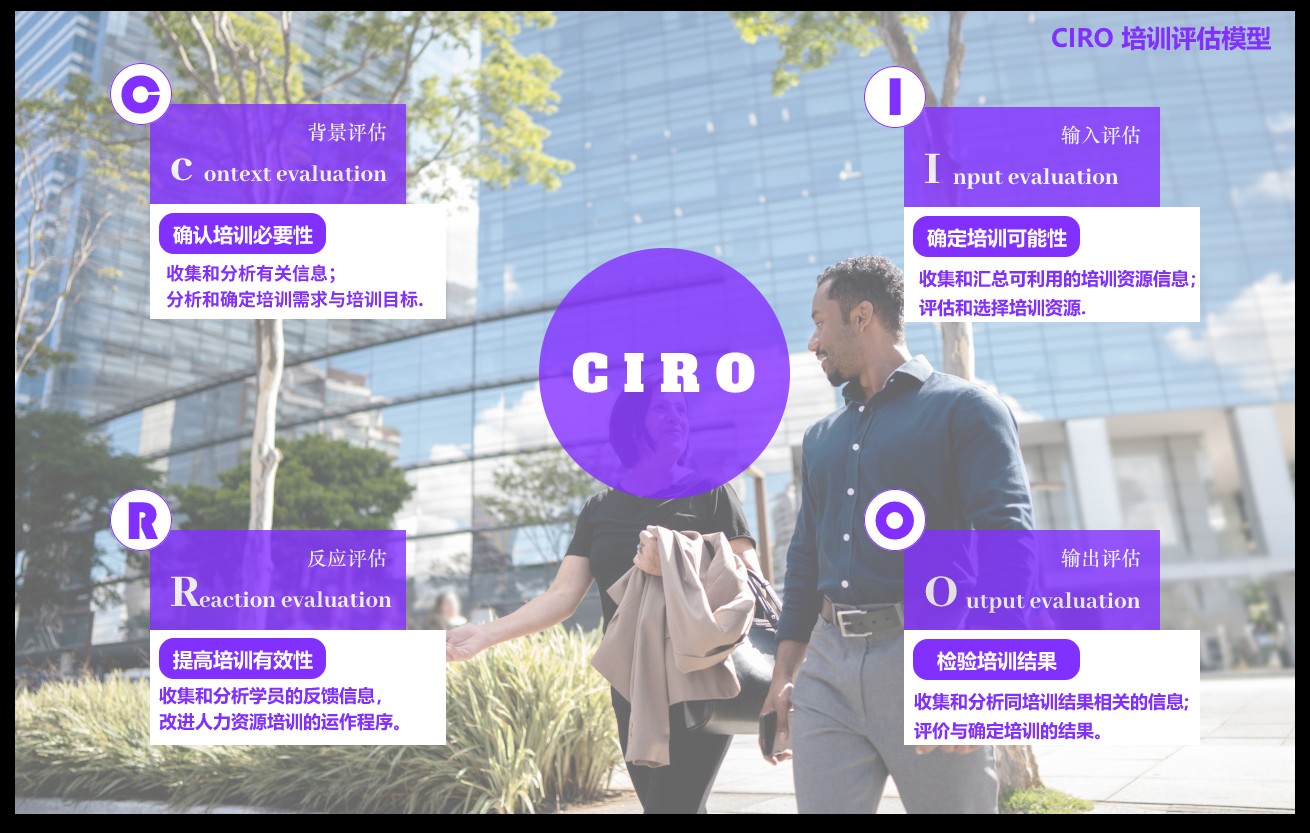 CIRO 培训评估模型
C
背景评估
c ontext evaluation
确认培训必要性
收集和分析有关信息；
分析和确定培训需求与培训目标.
I
输入评估
I nput evaluation
确定培训可能性
收集和汇总可利用的培训资源信息;
评估和选择培训资源.
CIRO
R
反应评估
Reaction evaluation
提高培训有效性
收集和分析学员的反馈信息，
改进人力资源培训的运作程序。
O
输出评估
O utput evaluation
检验培训结果
收集和分析同培训结果相关的信息;
评价与确定培训的结果。